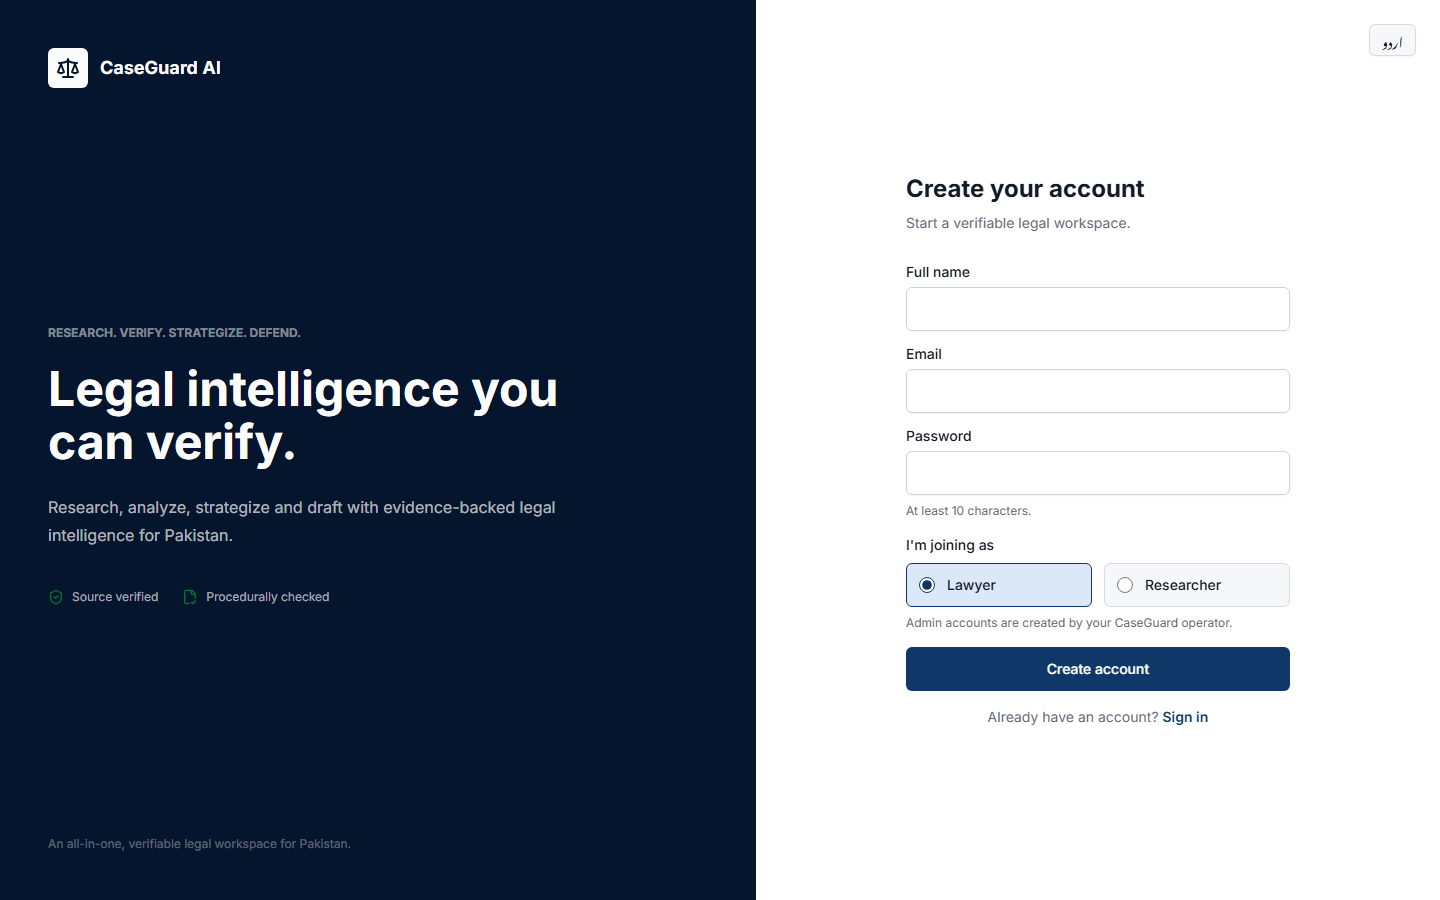 CaseGuard AI
RESEARCH. VERIFY. STRATEGIZE. DEFEND.
Legal intelligence you
can verify.
Research, analyze, strategize and draft with evidence-backed legal
intelligence for Pakistan.
Source verified
Procedurally checked
An all-in-one, verifiable legal workspace for Pakistan.
اردو
Create your account
Start a verifiable legal workspace.
Full name
Email
Password
At least 10 characters.
I'm joining as
Lawyer
Researcher
Admin accounts are created by your CaseGuard operator.
Create account
Already have an account? Sign in